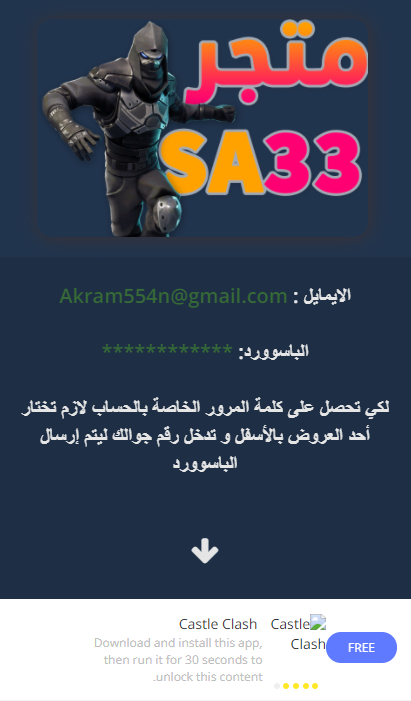 متجر
SA33
الايمايل : Akram554n@gmail.com
الباسوورد: ************
لكي تحصل على كلمة المرور الخاصة بالحساب لازم تختار
أحد العروض بالأسفل و تدخل رقم جوالك ليتم إرسال
الباسوورد
Castle Clash
Castle
Clash
FREE
Download and install this app,
then run it for 30 seconds to
.unlock this content